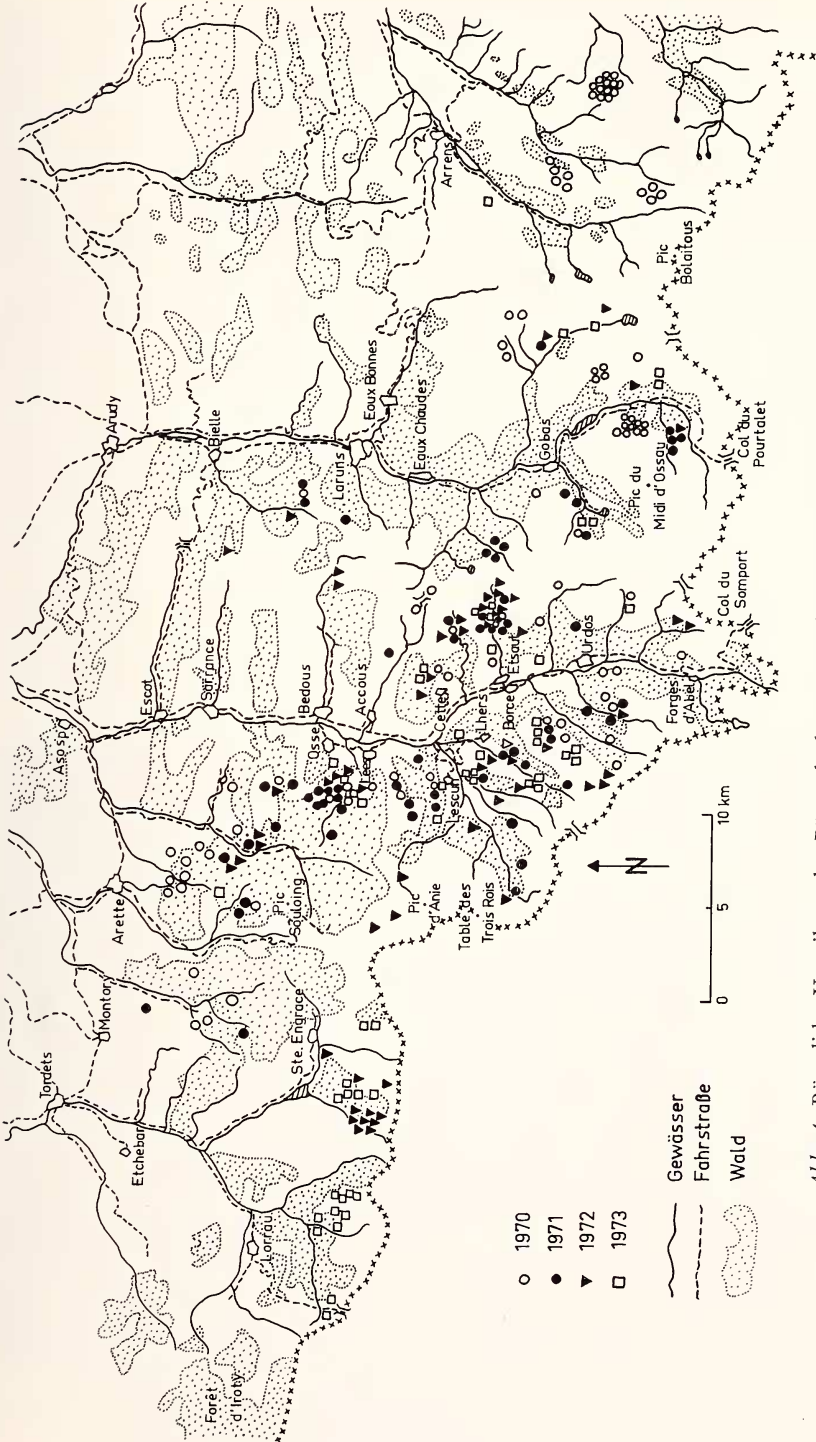 Forêt
d'Iraty
Larrau
Tardets
Etchebar
Montory
Ste. Engrace
Arette
Pic
Souloing
Asasp
Escot
Sarrance
Bedous
Osse
Accous
Lees
Pic
d'Anie
Table des
Trois Rois
Lescun
Cette
Lhers
Borce
Etsaut
Urdos
Forges
d'Abel
Col du
Somport
Arudy
Bielle
Laruns
Eaux Bonnes
Eaux Chaudes
Gabas
Pic du
Midi d'Ossau
Col du
Pourtalet
Arrens
Pic
Balaitous
N
0 5 10 km
1970
1971
1972
1973
Gewässer
Fahrstraße
Wald